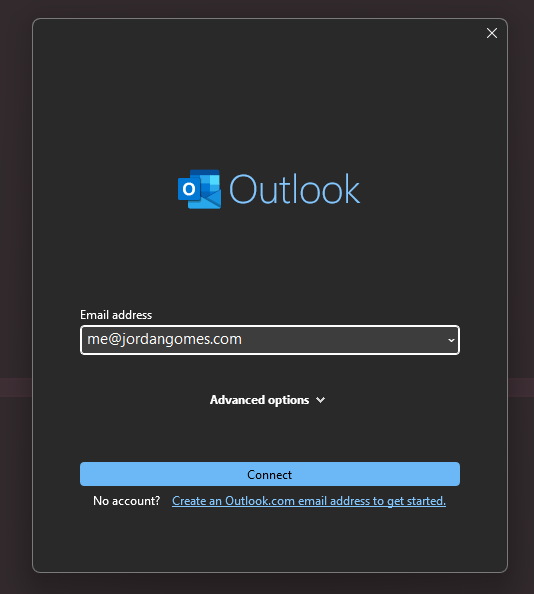 Outlook
Email address
me@jordangomes.com
Advanced options
Connect
No account? Create an Outlook.com email address to get started.